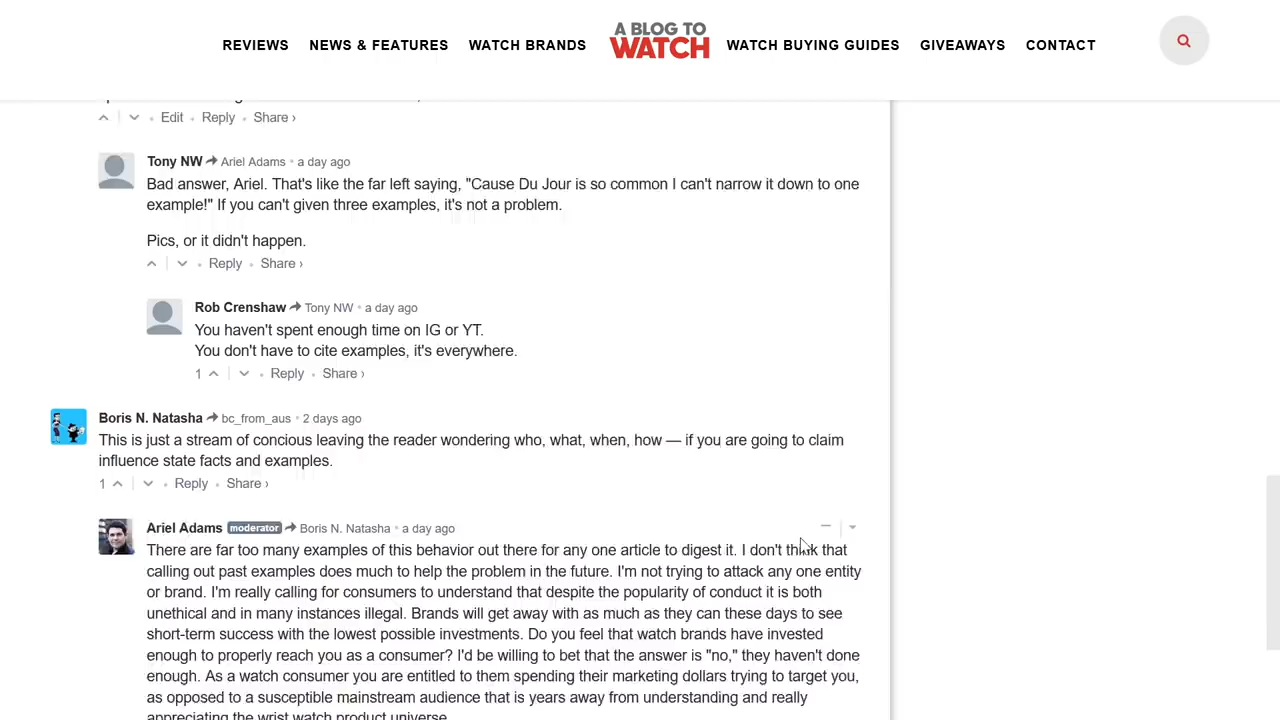 REVIEWS NEWS & FEATURES WATCH BRANDS A BLOG TO WATCH WATCH BUYING GUIDES GIVEAWAYS CONTACT
Edit Reply Share ›
Tony NW Ariel Adams • a day ago
Bad answer, Ariel. That's like the far left saying, "Cause Du Jour is so common I can't narrow it down to one
example!" If you can't given three examples, it's not a problem.
Pics, or it didn't happen.
Reply Share ›
Rob Crenshaw Tony NW • a day ago
You haven't spent enough time on IG or YT.
You don't have to cite examples, it's everywhere.
1 Reply Share ›
Boris N. Natasha bc_from_aus • 2 days ago
This is just a stream of concious leaving the reader wondering who, what, when, how — if you are going to claim
influence state facts and examples.
1 Reply Share ›
Ariel Adams moderator Boris N. Natasha • a day ago
There are far too many examples of this behavior out there for any one article to digest it. I don't think that
calling out past examples does much to help the problem in the future. I'm not trying to attack any one entity
or brand. I'm really calling for consumers to understand that despite the popularity of conduct it is both
unethical and in many instances illegal. Brands will get away with as much as they can these days to see
short-term success with the lowest possible investments. Do you feel that watch brands have invested
enough to properly reach you as a consumer? I'd be willing to bet that the answer is "no," they haven't done
enough. As a watch consumer you are entitled to them spending their marketing dollars trying to target you,
as opposed to a susceptible mainstream audience that is years away from understanding and really
appreciating the wrist watch product universe.